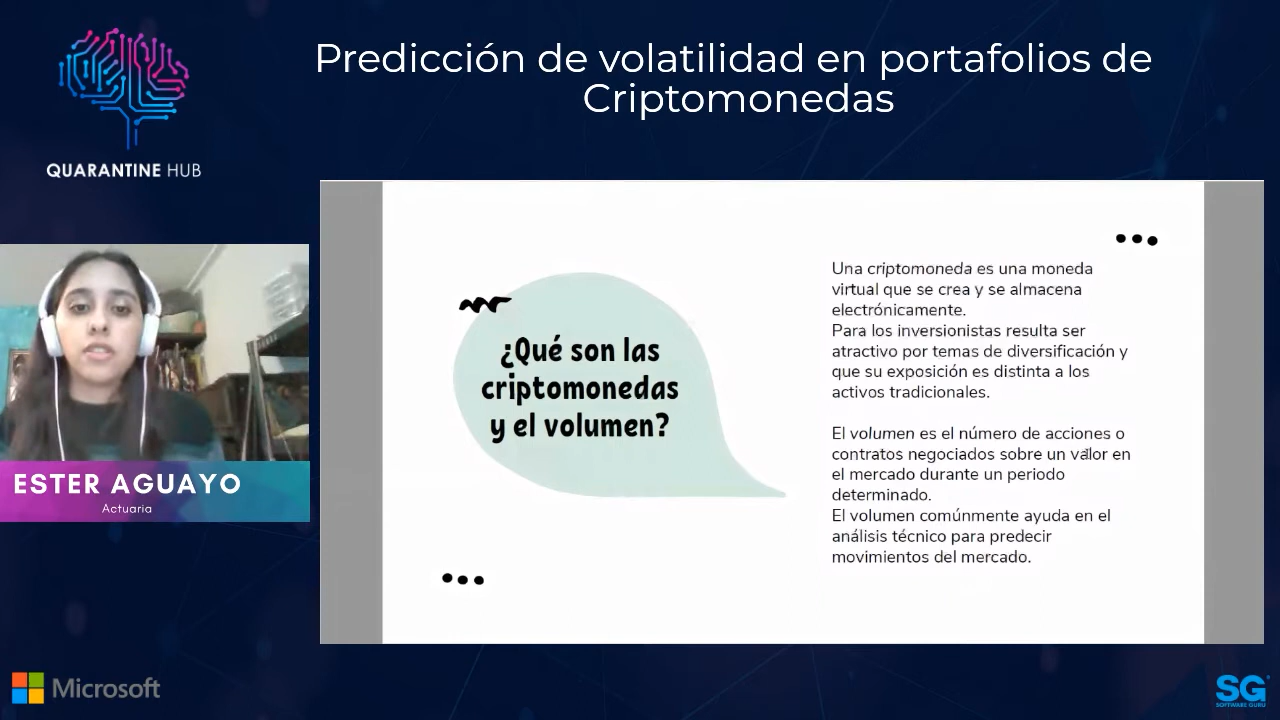 Predicción de volatilidad en portafolios de
Criptomonedas
QUARANTINE HUB
ESTER AGUAYO
Actuaria
¿Qué son las
criptomonedas
y el volumen?
Una criptomoneda es una moneda
virtual que se crea y se almacena
electrónicamente.
Para los inversionistas resulta ser
atractivo por temas de diversificación y
que su exposición es distinta a los
activos tradicionales.
El volumen es el número de acciones o
contratos negociados sobre un valor en
el mercado durante un periodo
determinado.
El volumen comúnmente ayuda en el
análisis técnico para predecir
movimientos del mercado.
Microsoft
SG
SOFTWARE GURU